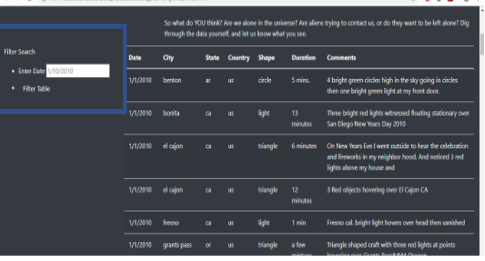 So what do YOU think? Are we alone in the universe? Are aliens trying to contact us, or do they want to be left alone? Dig
through the data yourself, and let us know what you see.
Filter Search
Enter Date 1/10/2010
Filter Table
Date City State Country Shape Duration Comments
1/1/2010 benton ar us circle 5 mins. 4 bright green circles high in the sky going in circles
then one bright green light at my front door.
1/1/2010 bonita ca us light 13 Three bright red lights witnessed floating stationary over
minutes San Diego New Years Day 2010
1/1/2010 el cajon ca us triangle 6 minutes On New Years Eve I went outside to hear the celebration
and fireworks in my neighbor hood. And noticed 3 red
lights above my house and
1/1/2010 el cajon ca us triangle 12 3 Red objects hovering over El Cajon CA
minutes
1/1/2010 fresno ca us light 1 min Fresno cal. bright light hovers over head then vanished
1/1/2010 grants pass or us triangle a few Triangle shaped craft with three red lights at points